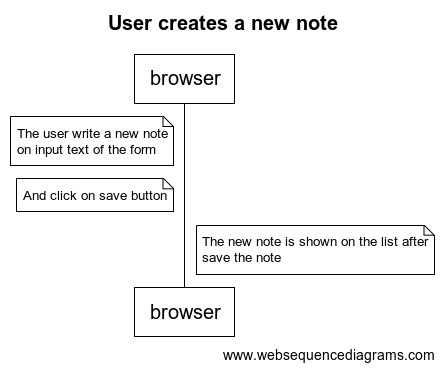 User creates a new note
browser
The user write a new note
on input text of the form
And click on save button
The new note is shown on the list after
save the note
browser
www.websequencediagrams.com